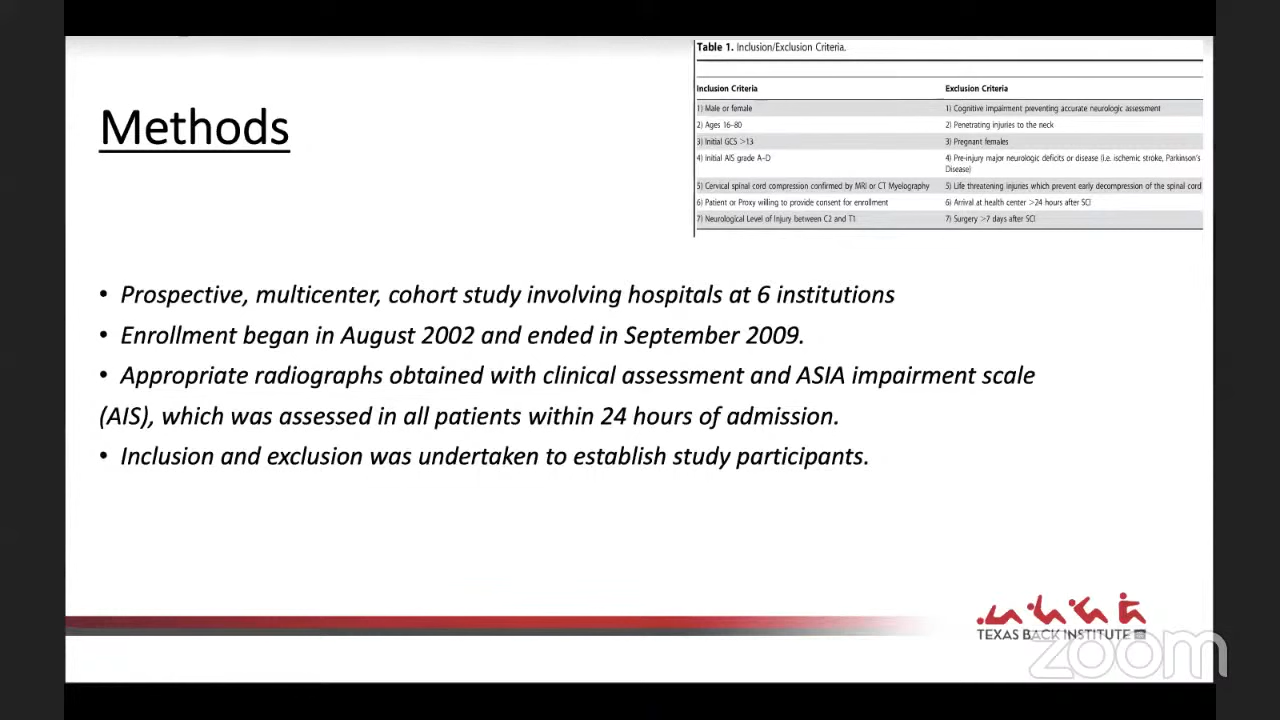 Table 1. Inclusion/Exclusion Criteria.
Inclusion Criteria Exclusion Criteria
1) Male or female 1) Cognitive impairment preventing accurate neurologic assessment
2) Ages 16–80 2) Penetrating injuries to the neck
3) Initial GCS >13 3) Pregnant females
4) Initial AIS grade A–D 4) Pre-injury major neurologic deficits or disease (i.e. ischemic stroke, Parkinson's
Disease)
5) Cervical spinal cord compression confirmed by MRI or CT Myelography 5) Life threatening injuries which prevent early decompression of the spinal cord
6) Patient or Proxy willing to provide consent for enrollment 6) Arrival at health center >24 hours after SCI
7) Neurological Level of Injury between C2 and T1 7) Surgery >7 days after SCI
Methods
• Prospective, multicenter, cohort study involving hospitals at 6 institutions
• Enrollment began in August 2002 and ended in September 2009.
• Appropriate radiographs obtained with clinical assessment and ASIA impairment scale
(AIS), which was assessed in all patients within 24 hours of admission.
• Inclusion and exclusion was undertaken to establish study participants.
TEXAS BACK INSTITUTE
zoom